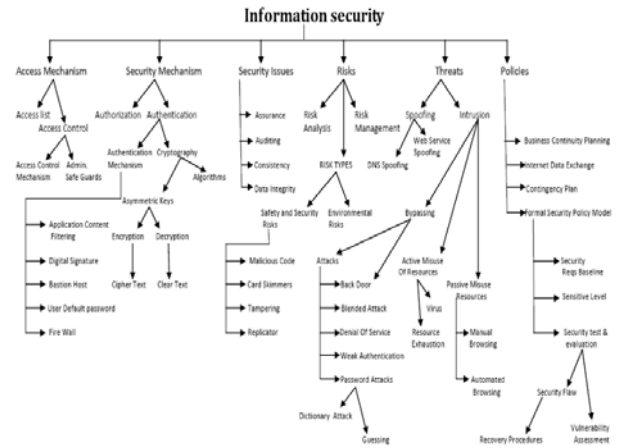 Information security
Access Mechanism
Security Mechanism
Security Issues
Risks
Threats
Policies
Access list
Access Control
Access Control
Mechanism
Admin.
Safe Guards
Authorization
Authentication
Authentication
Mechanism
Cryptography
Algorithms
Asymmetric Keys
Encryption
Decryption
Cipher Text
Clear Text
Application Content
Filtering
Digital Signature
Bastion Host
User Default password
Fire Wall
Assurance
Auditing
Consistency
Data Integrity
Risk
Analysis
Risk
Management
RISK TYPES
Safety and Security
Risks
Environmental
Risks
Malicious Code
Card Skimmers
Tampering
Replicator
Spoofing
Intrusion
DNS Spoofing
Web Service
Spoofing
Bypassing
Attacks
Back Door
Blended Attack
Denial Of Service
Weak Authentication
Password Attacks
Dictionary Attack
Guessing
Active Misuse
Of Resources
Virus
Resource
Exhaustion
Passive Misuse
Resources
Manual
Browsing
Automated
Browsing
Business Continuity Planning
Internet Data Exchange
Contingency Plan
Formal Security Policy Model
Security
Reqs Baseline
Sensitive Level
Security test &
evaluation
Security Flaw
Recovery Procedures
Vulnerability
Assessment